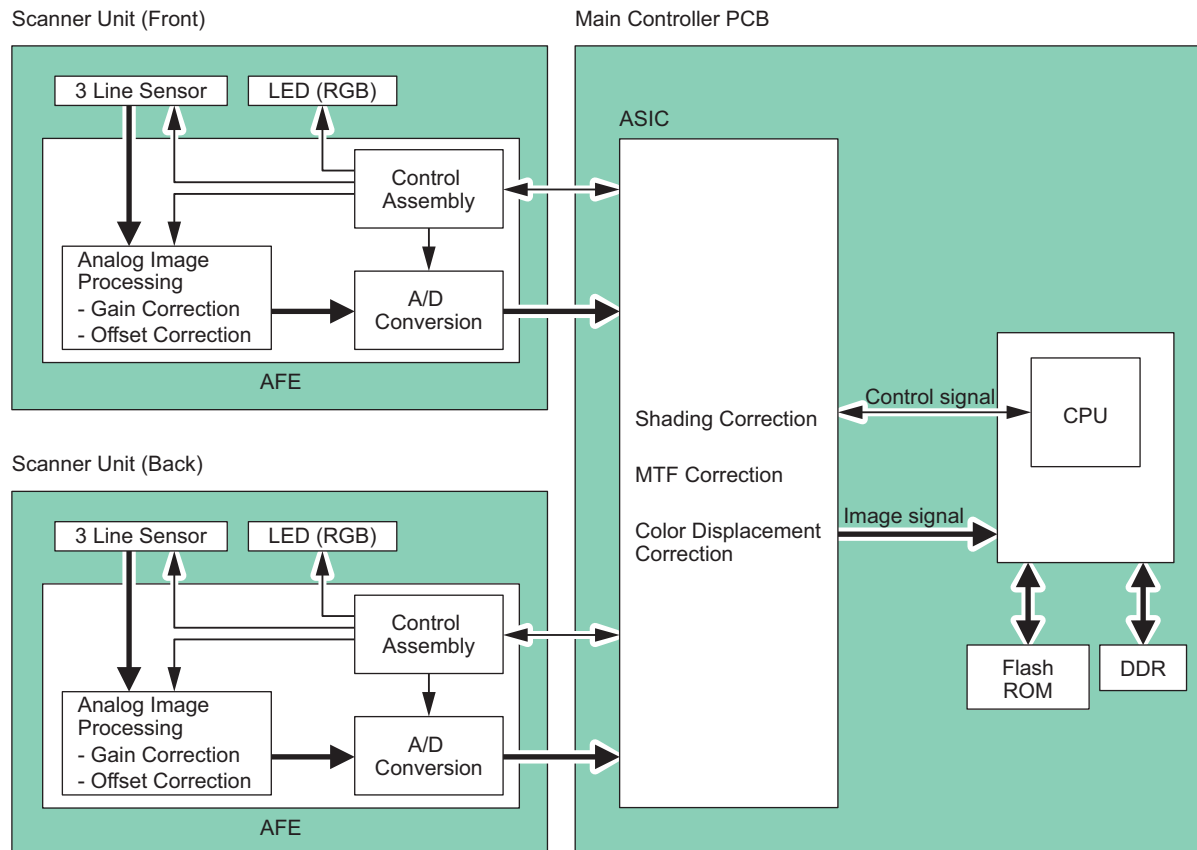 Scanner Unit (Front)
3 Line Sensor
LED (RGB)
Control
Assembly
Analog Image
Processing
- Gain Correction
- Offset Correction
A/D
Conversion
AFE
Scanner Unit (Back)
3 Line Sensor
LED (RGB)
Control
Assembly
Analog Image
Processing
- Gain Correction
- Offset Correction
A/D
Conversion
AFE
Main Controller PCB
ASIC
Shading Correction
MTF Correction
Color Displacement
Correction
Control signal
Image signal
CPU
Flash
ROM
DDR